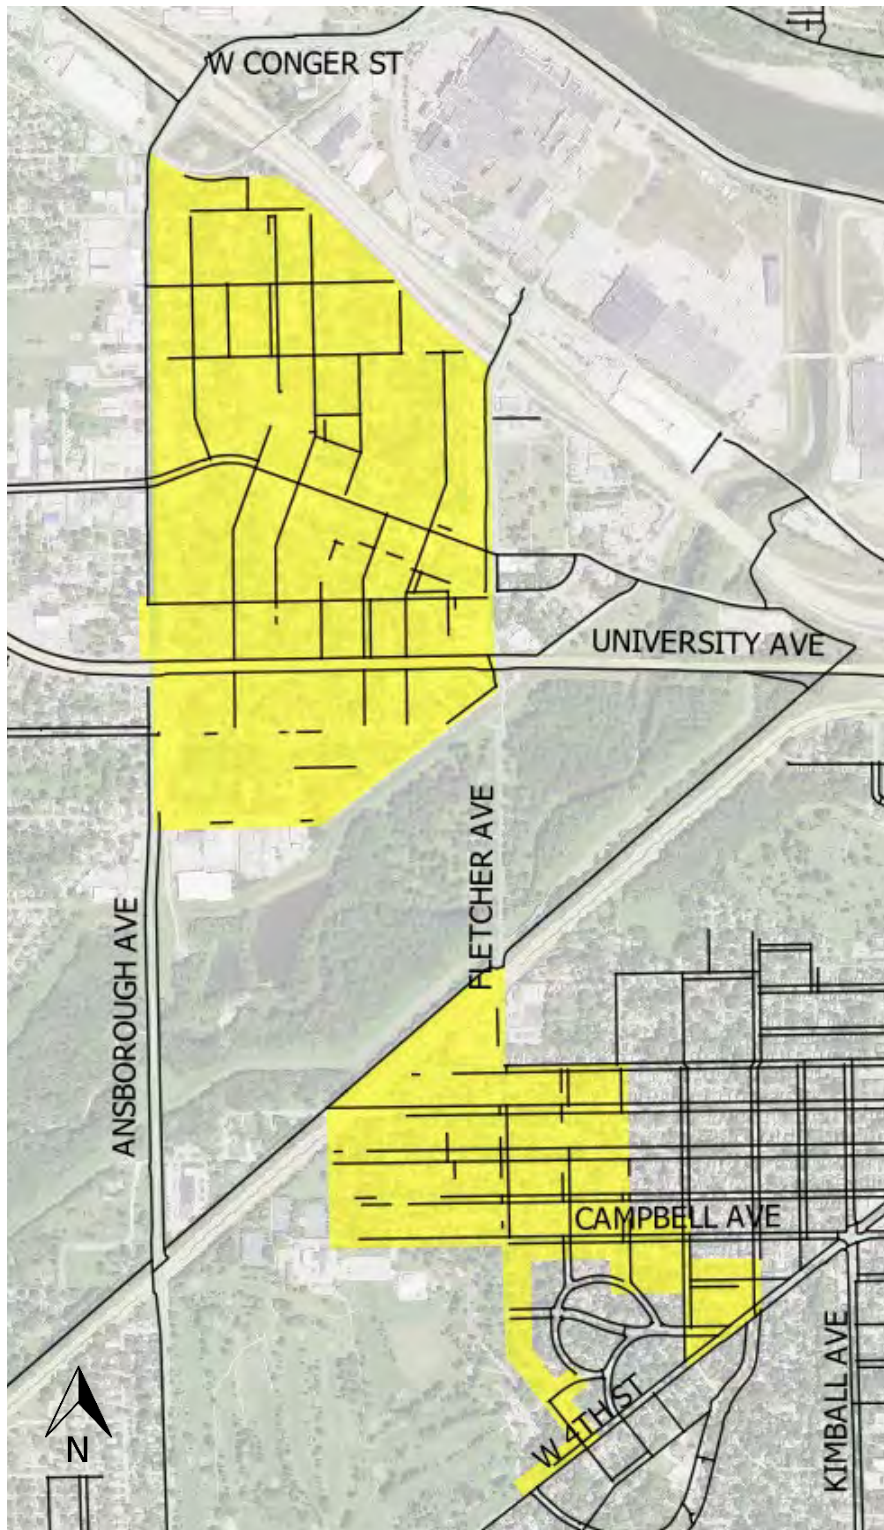 W CONGER ST
UNIVERSITY AVE
FLETCHER AVE
ANSBOROUGH AVE
CAMPBELL AVE
KIMBALL AVE
W 4TH ST
N